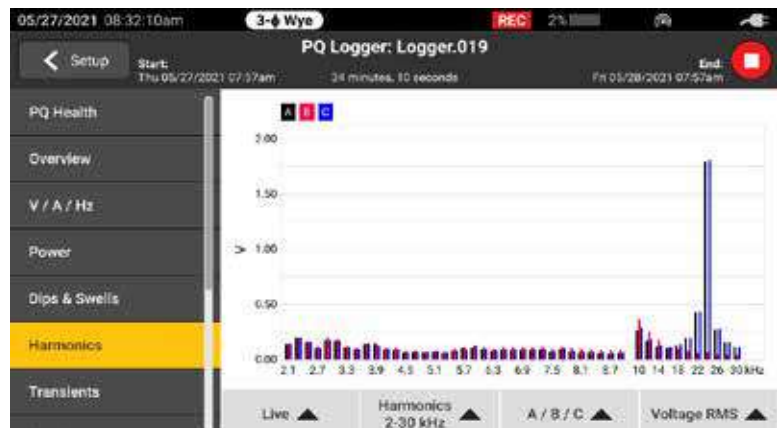 05/27/2021 08:32:10am 3-ϕ Wye REC 2%
PQ Logger: Logger.019
Setup
Start: End:
Thu 05/27/2021 07:57am 34 minutes, 10 seconds Fri 05/28/2021 07:57am
PQ Health
Overview
V / A / Hz
Power
Dips & Swells
Harmonics
Transients
A B C
2.00
1.50
V 1.00
0.50
0.00
2.1 2.7 3.3 3.9 4.5 5.1 5.7 6.3 6.9 7.5 8.1 8.7 10 14 18 22 26 30 kHz
Live Harmonics A / B / C Voltage RMS
2-30 kHz